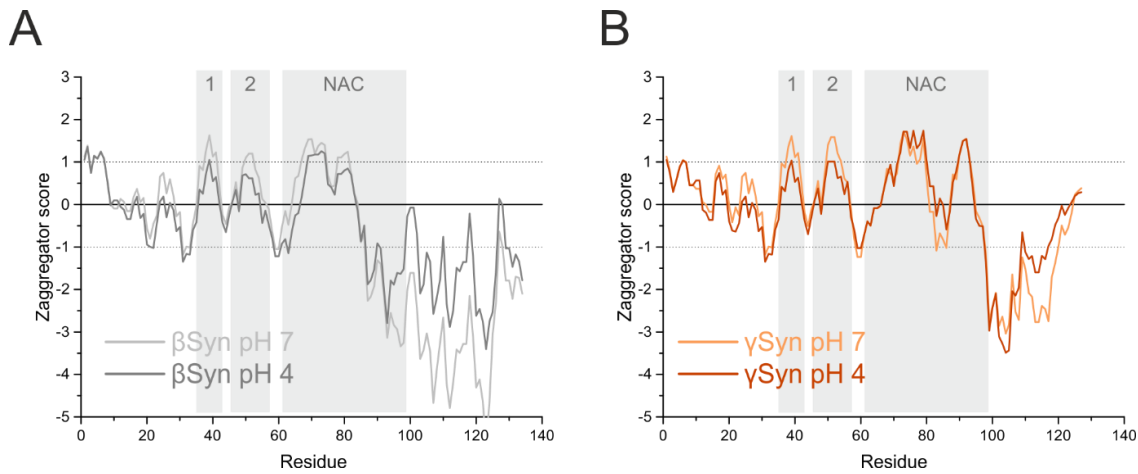 A
1 2 NAC
3
2
1
0
-1
-2
-3
-4
-5
Zaggregator score
βSyn pH 7
βSyn pH 4
0 20 40 60 80 100 120 140
Residue
B
1 2 NAC
3
2
1
0
-1
-2
-3
-4
-5
Zaggregator score
γSyn pH 7
γSyn pH 4
0 20 40 60 80 100 120 140
Residue